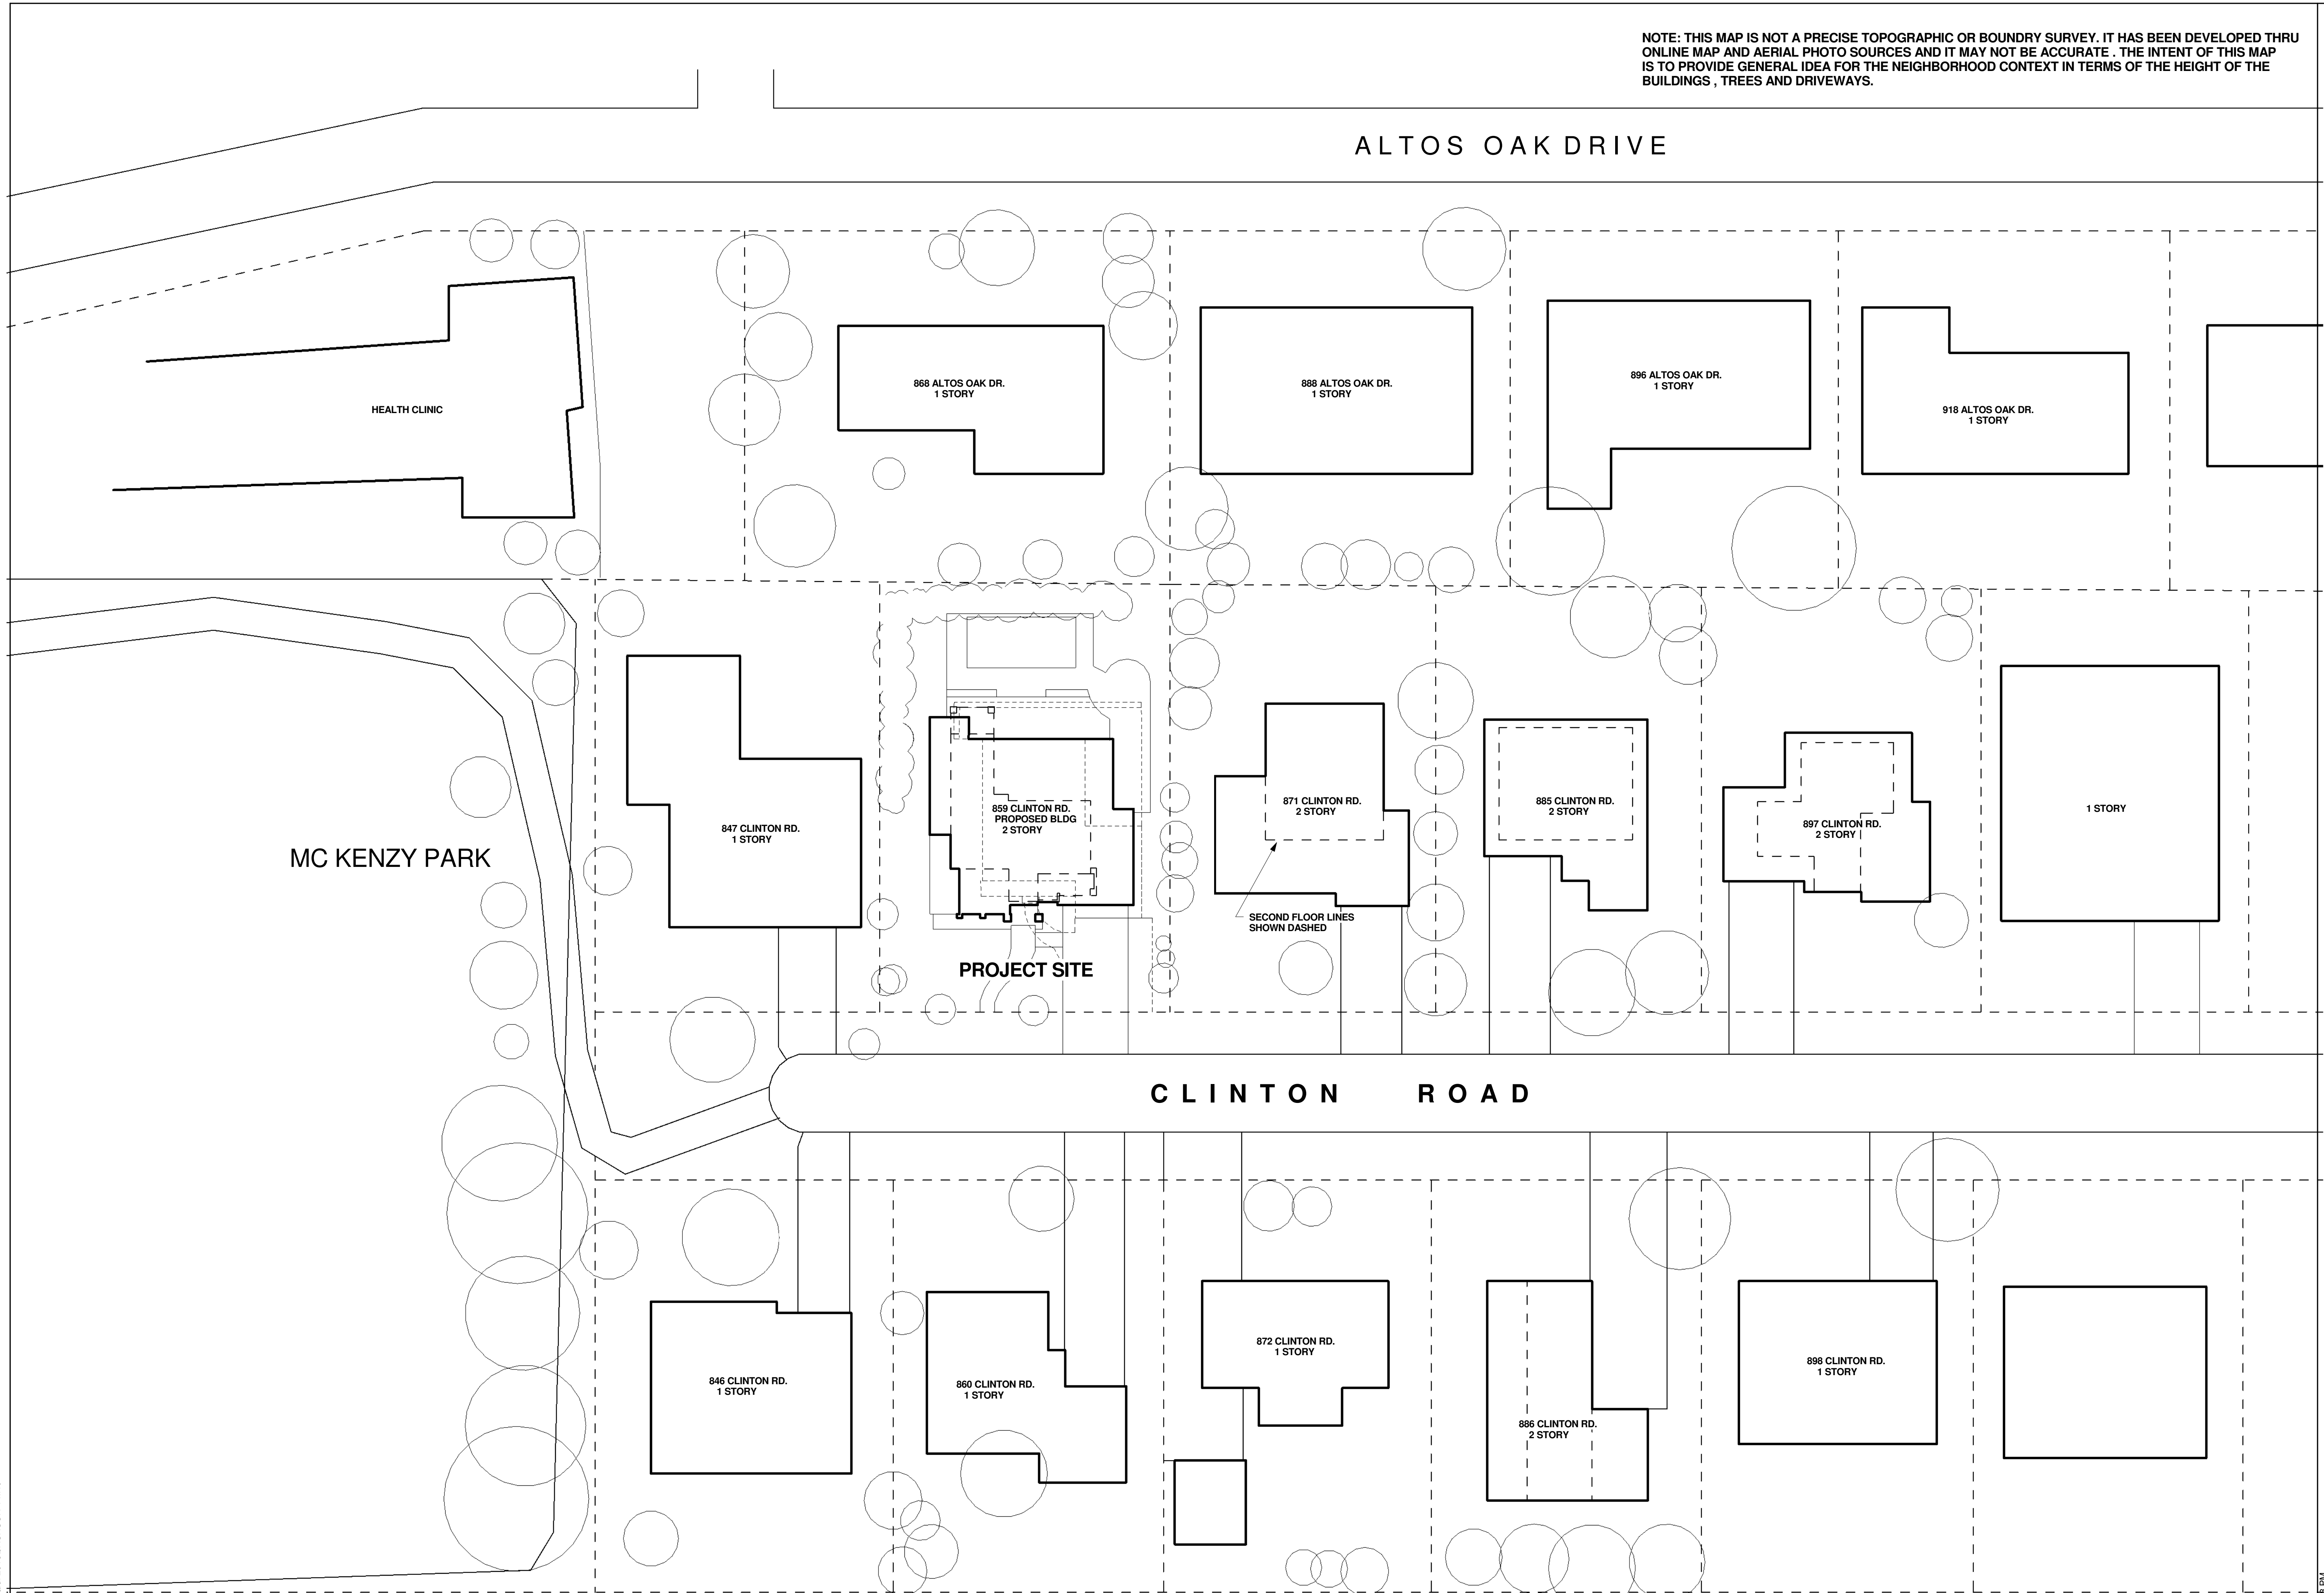 NOTE: THIS MAP IS NOT A PRECISE TOPOGRAPHIC OR BOUNDRY SURVEY. IT HAS BEEN DEVELOPED THRU
ONLINE MAP AND AERIAL PHOTO SOURCES AND IT MAY NOT BE ACCURATE . THE INTENT OF THIS MAP
IS TO PROVIDE GENERAL IDEA FOR THE NEIGHBORHOOD CONTEXT IN TERMS OF THE HEIGHT OF THE
BUILDINGS , TREES AND DRIVEWAYS.
ALTOS OAK DRIVE
HEALTH CLINIC
868 ALTOS OAK DR.
1 STORY
888 ALTOS OAK DR.
1 STORY
896 ALTOS OAK DR.
1 STORY
918 ALTOS OAK DR.
1 STORY
MC KENZY PARK
847 CLINTON RD.
1 STORY
859 CLINTON RD.
PROPOSED BLDG
2 STORY
871 CLINTON RD.
2 STORY
885 CLINTON RD.
2 STORY
897 CLINTON RD.
2 STORY
1 STORY
SECOND FLOOR LINES
SHOWN DASHED
PROJECT SITE
CLINTON ROAD
846 CLINTON RD.
1 STORY
860 CLINTON RD.
1 STORY
872 CLINTON RD.
1 STORY
886 CLINTON RD.
2 STORY
898 CLINTON RD.
1 STORY